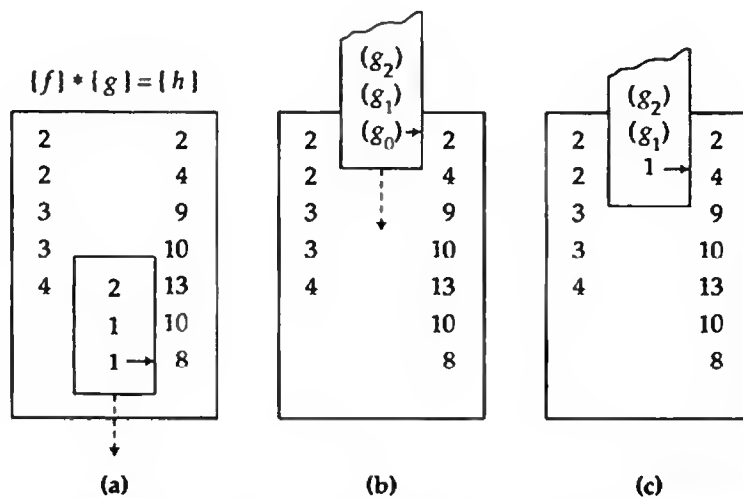 {f} * {g} = {h}
2 2
2 4
3 9
3 10
4 2 13
1 10
1 8
(a)
(g₂)
(g₁)
2 (g₀) 2
2 4
3 9
3 10
4 13
10
8
(b)
(g₂)
2 (g₁) 2
2 1 4
3 9
3 10
4 13
10
8
(c)